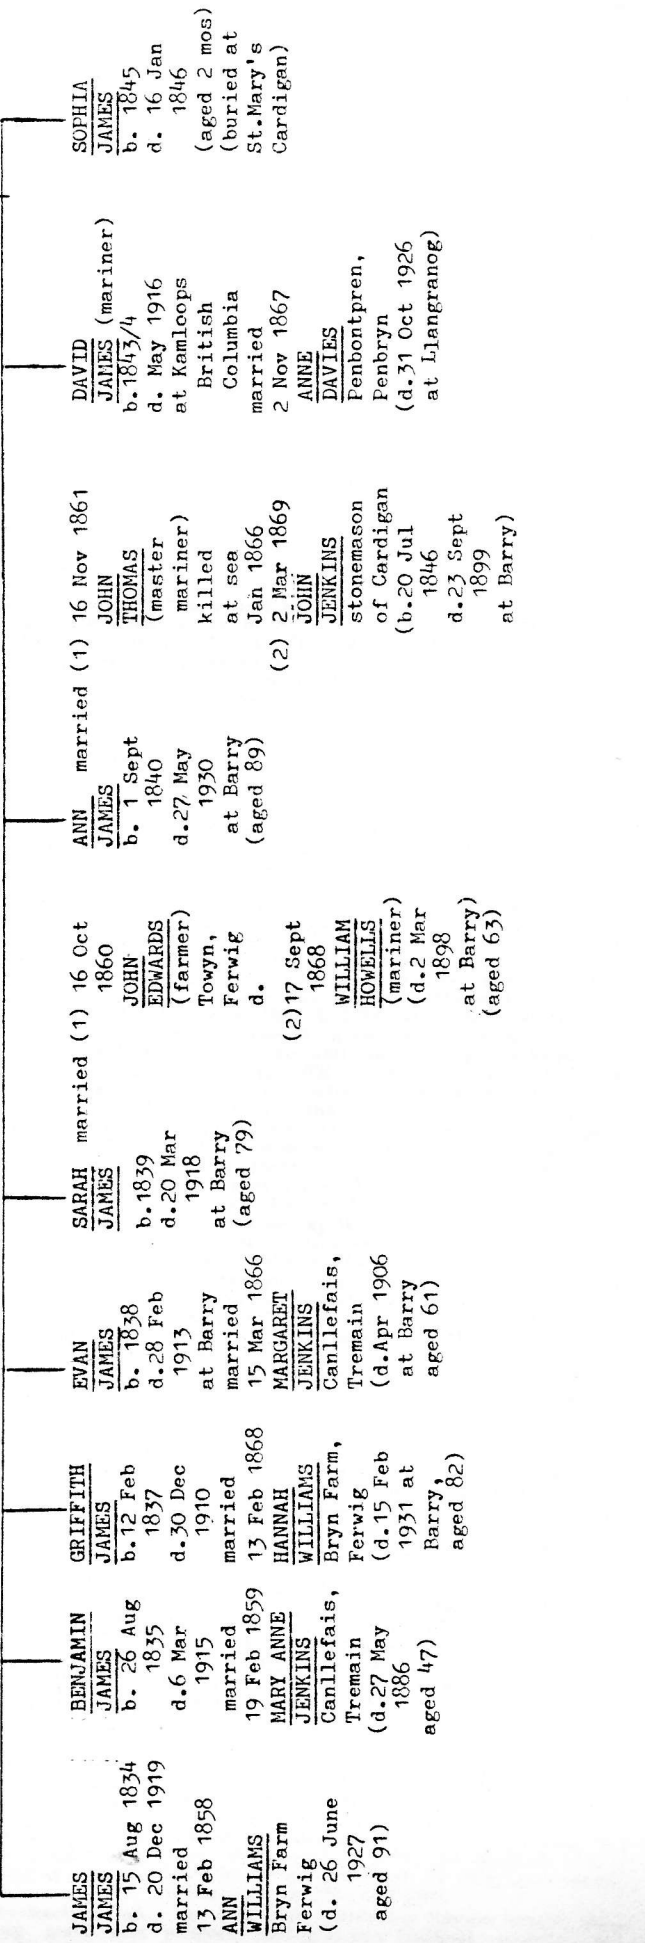 JAMES
JAMES
b. 15 Aug 1834
d. 20 Dec 1919
married
13 Feb 1858
ANN
WILLIAMS
Bryn Farm
Ferwig
(d. 26 June
1927
aged 91)
BENJAMIN
JAMES
b. 26 Aug
1835
d.6 Mar
1915
married
19 Feb 1859
MARY ANNE
JENKINS
Canllefais,
Tremain
(d.27 May
1886
aged 47)
GRIFFITH
JAMES
b.12 Feb
1837
d.30 Dec
1910
married
13 Feb 1868
HANNAH
WILLIAMS
Bryn Farm,
Ferwig
(d.15 Feb
1931 at
Barry,
aged 82)
EVAN
JAMES
b. 1838
d.28 Feb
1913
at Barry
married
15 Mar 1866
MARGARET
JENKINS
Canllefais,
Tremain
(d.Apr 1906
at Barry
aged 61)
SARAH married (1) 16 Oct
JAMES
1860
b.1839
d.20 Mar
1918
at Barry
(aged 79)
JOHN
EDWARDS
(farmer)
Towyn,
Ferwig
d.
(2)17 Sept
1868
WILLIAM
HOWELLS
(mariner)
(d.2 Mar
1898
at Barry)
(aged 63)
ANN married (1) 16 Nov 1861
JAMES
b. 1 Sept
1840
d.27 May
1930
at Barry
(aged 89)
JOHN
THOMAS
(master
mariner)
killed
at sea
Jan 1866
(2) 2 Mar 1869
JOHN
JENKINS
stonemason
of Cardigan
(b.20 Jul
1846
d.23 Sept
1899
at Barry)
DAVID
JAMES (mariner)
b.1843/4
d. May 1916
at Kamloops
British
Columbia
married
2 Nov 1867
ANNE
DAVIES
Penbontpren,
Penbryn
(d.31 Oct 1926
at Llangranog)
SOPHIA
JAMES
b. 1845
d. 16 Jan
1846
(aged 2 mos)
(buried at
St.Mary's
Cardigan)